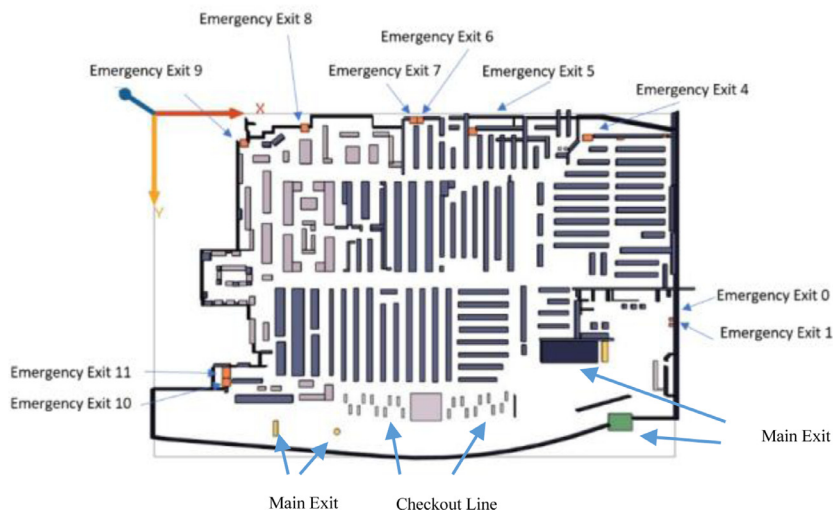 Emergency Exit 8
Emergency Exit 6
Emergency Exit 9
Emergency Exit 7
Emergency Exit 5
Emergency Exit 4
X
Y
Emergency Exit 0
Emergency Exit 1
Emergency Exit 11
Emergency Exit 10
Main Exit
Main Exit
Checkout Line